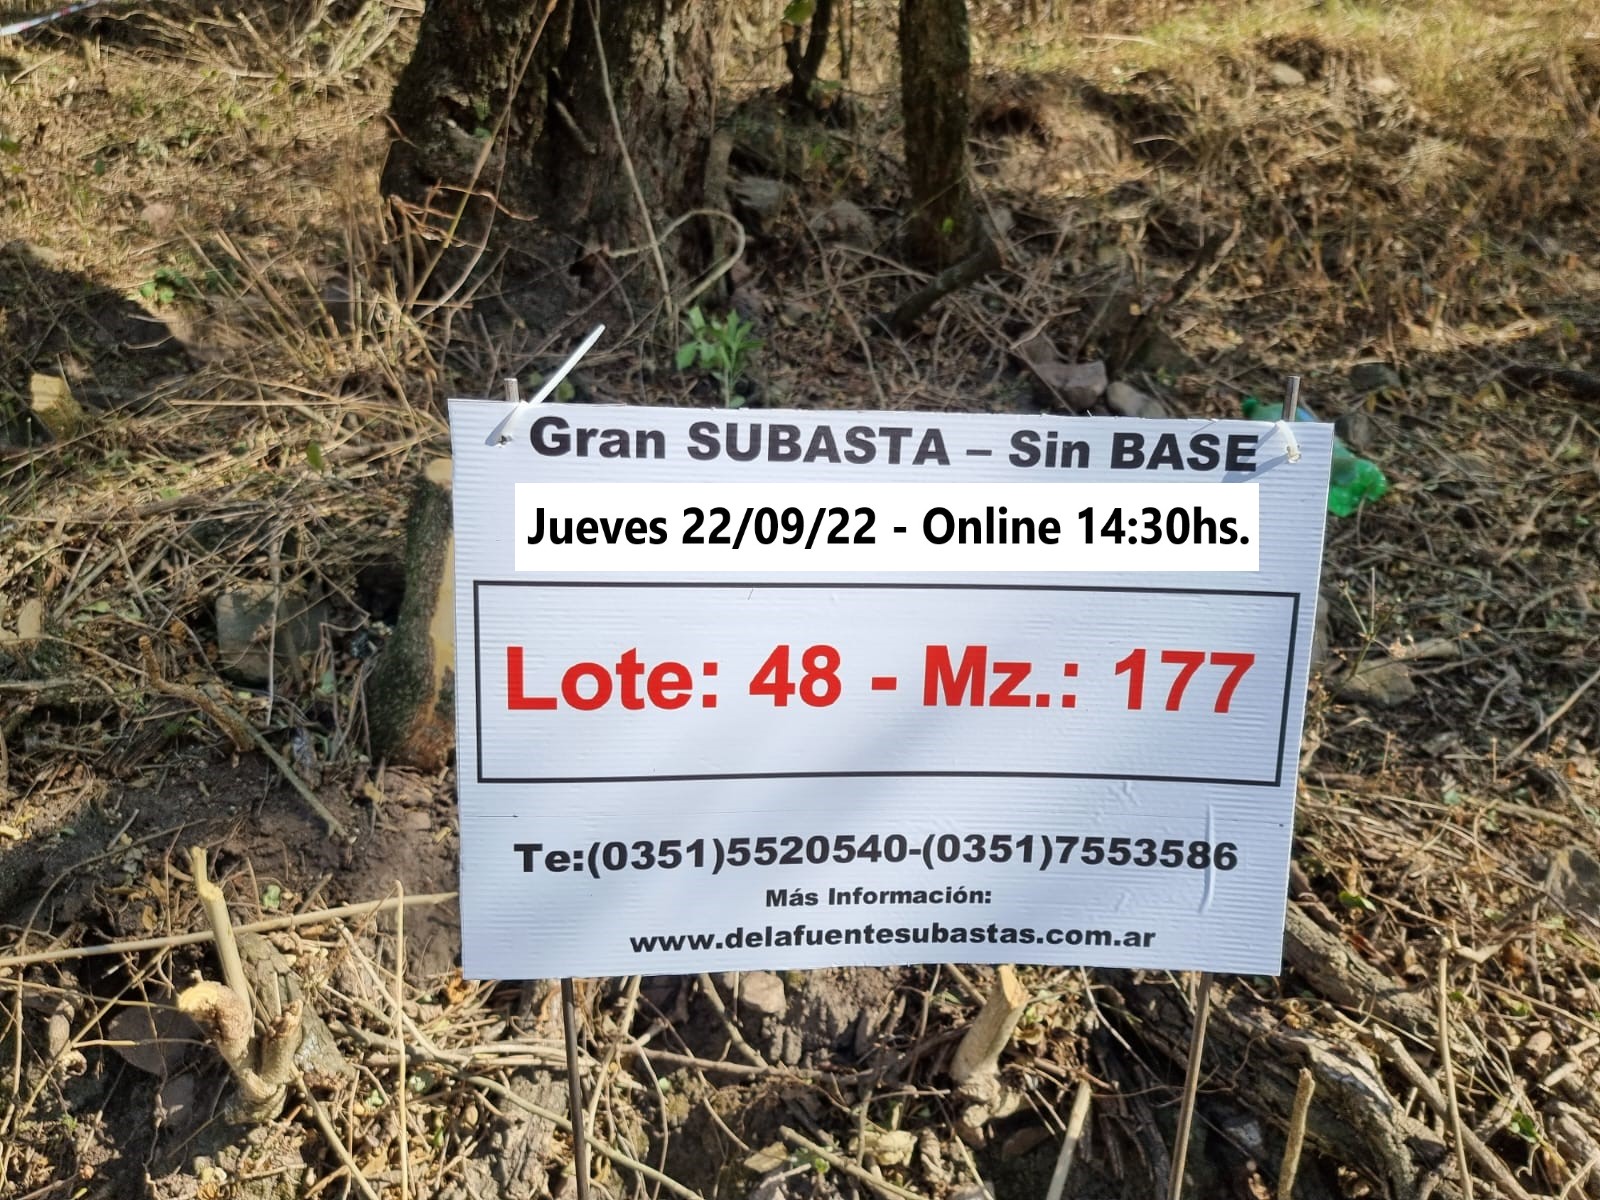 Gran SUBASTA – Sin BASE
Jueves 22/09/22 - Online 14:30hs.
Lote: 48 - Mz.: 177
Te:(0351)5520540-(0351)7553586
Más Información:
www.delafuentesubastas.com.ar